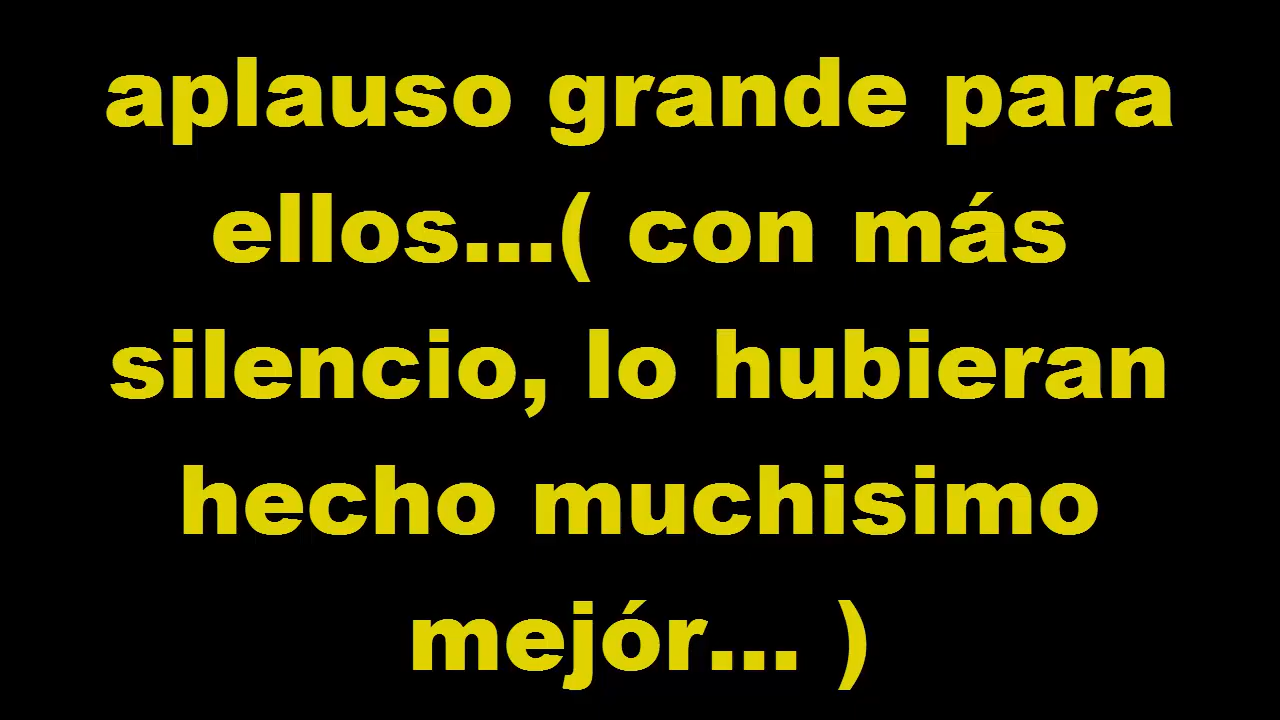 aplauso grande para
ellos...( con más
silencio, lo hubieran
hecho muchisimo
mejór... )